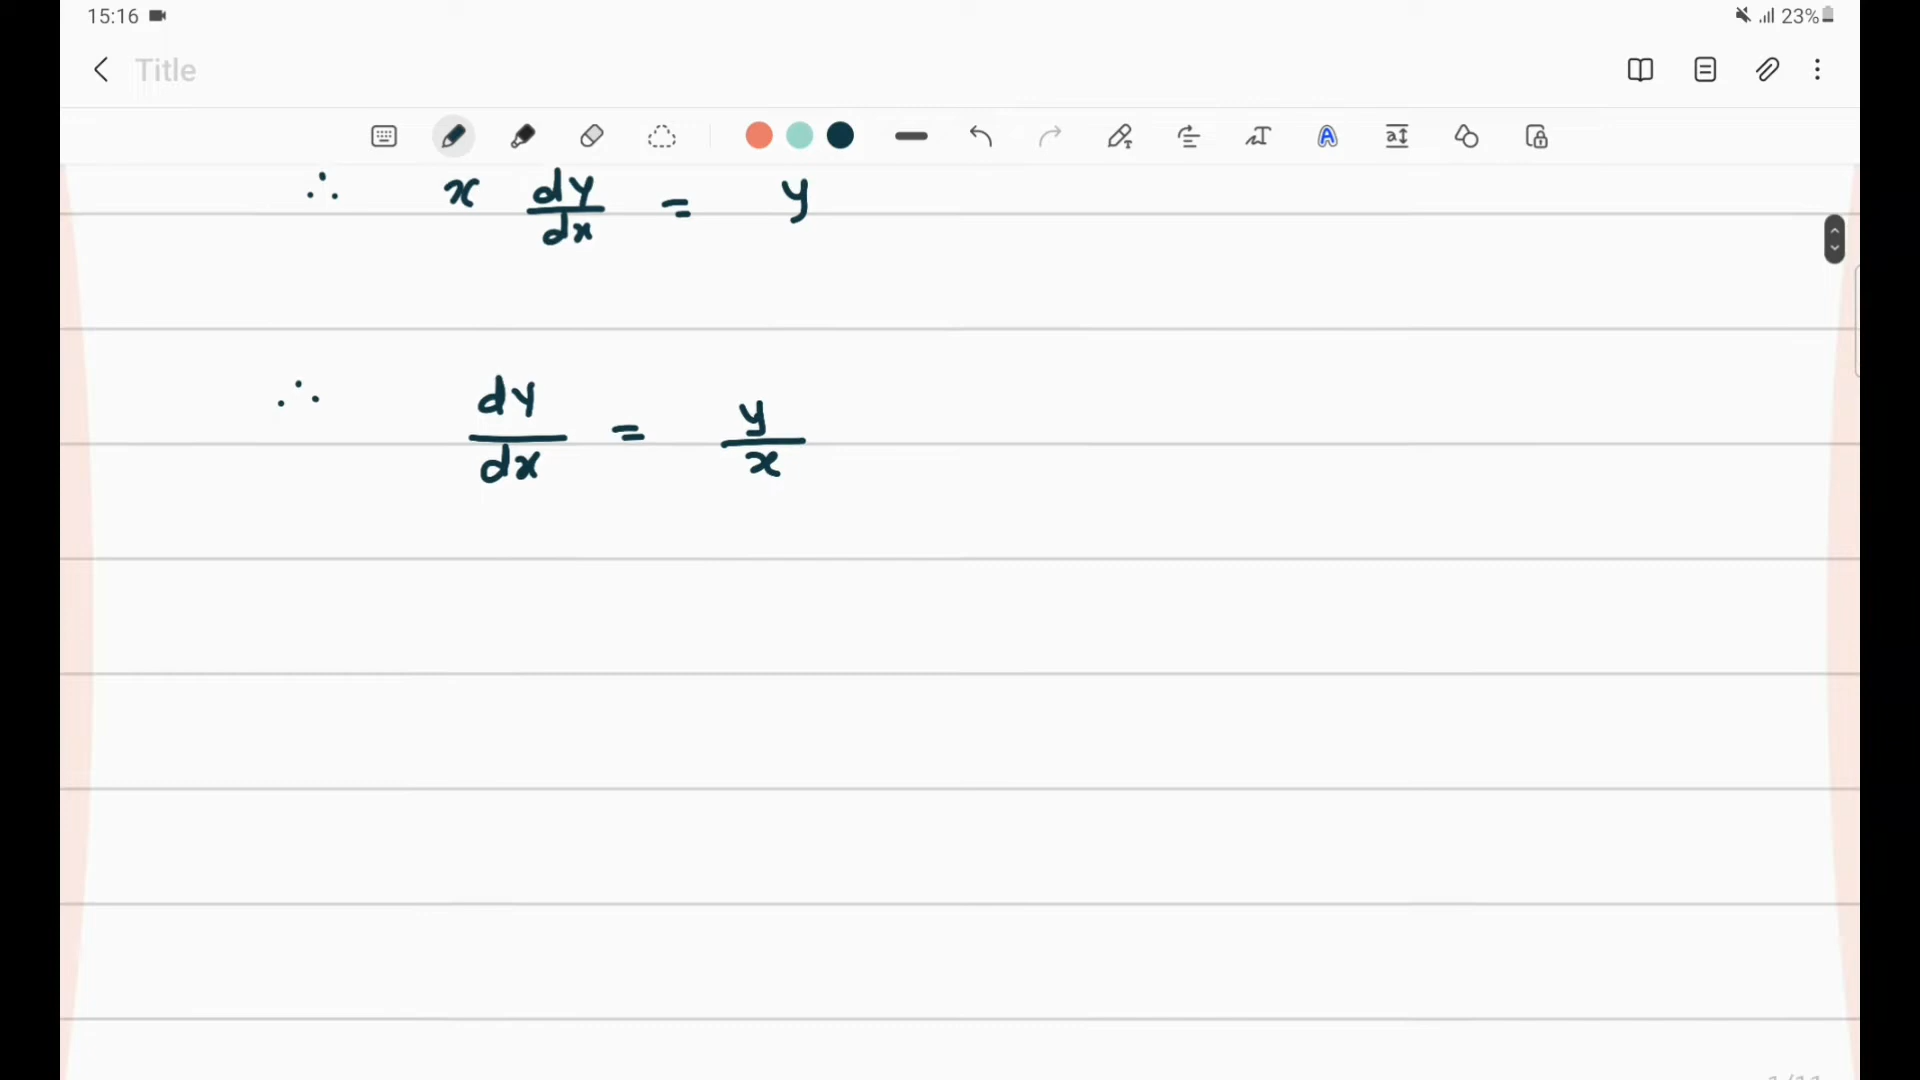 15:16 23%
Title
∴ x dy/dx = y
∴ dy/dx = y/x